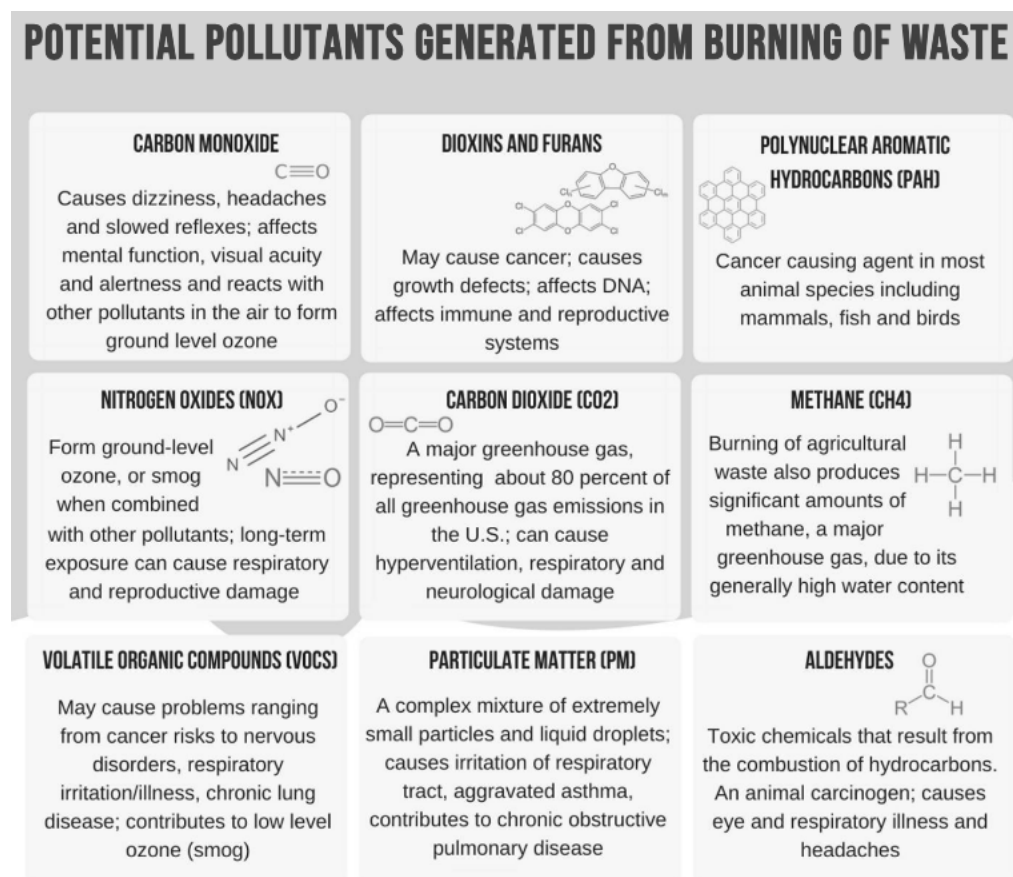 POTENTIAL POLLUTANTS GENERATED FROM BURNING OF WASTE
CARBON MONOXIDE
C O
Causes dizziness, headaches
and slowed reflexes; affects
mental function, visual acuity
and alertness and reacts with
other pollutants in the air to form
ground level ozone
DIOXINS AND FURANS
O
Cl
Cl O Cl
Cl O Cl
May cause cancer; causes
growth defects; affects DNA;
affects immune and reproductive
systems
POLYNUCLEAR AROMATIC
HYDROCARBONS (PAH)
Cancer causing agent in most
animal species including
mammals, fish and birds
NITROGEN OXIDES (NOX)
O⁻
N⁺
N
N O
Form ground-level
ozone, or smog
when combined
with other pollutants; long-term
exposure can cause respiratory
and reproductive damage
CARBON DIOXIDE (CO2)
O=C=O
A major greenhouse gas,
representing about 80 percent of
all greenhouse gas emissions in
the U.S.; can cause
hyperventilation, respiratory and
neurological damage
METHANE (CH4)
H
H-C-H
H
Burning of agricultural
waste also produces
significant amounts of
methane, a major
greenhouse gas, due to its
generally high water content
VOLATILE ORGANIC COMPOUNDS (VOCS)
May cause problems ranging
from cancer risks to nervous
disorders, respiratory
irritation/illness, chronic lung
disease; contributes to low level
ozone (smog)
PARTICULATE MATTER (PM)
A complex mixture of extremely
small particles and liquid droplets;
causes irritation of respiratory
tract, aggravated asthma,
contributes to chronic obstructive
pulmonary disease
ALDEHYDES
O
C
R H
Toxic chemicals that result from
the combustion of hydrocarbons.
An animal carcinogen; causes
eye and respiratory illness and
headaches